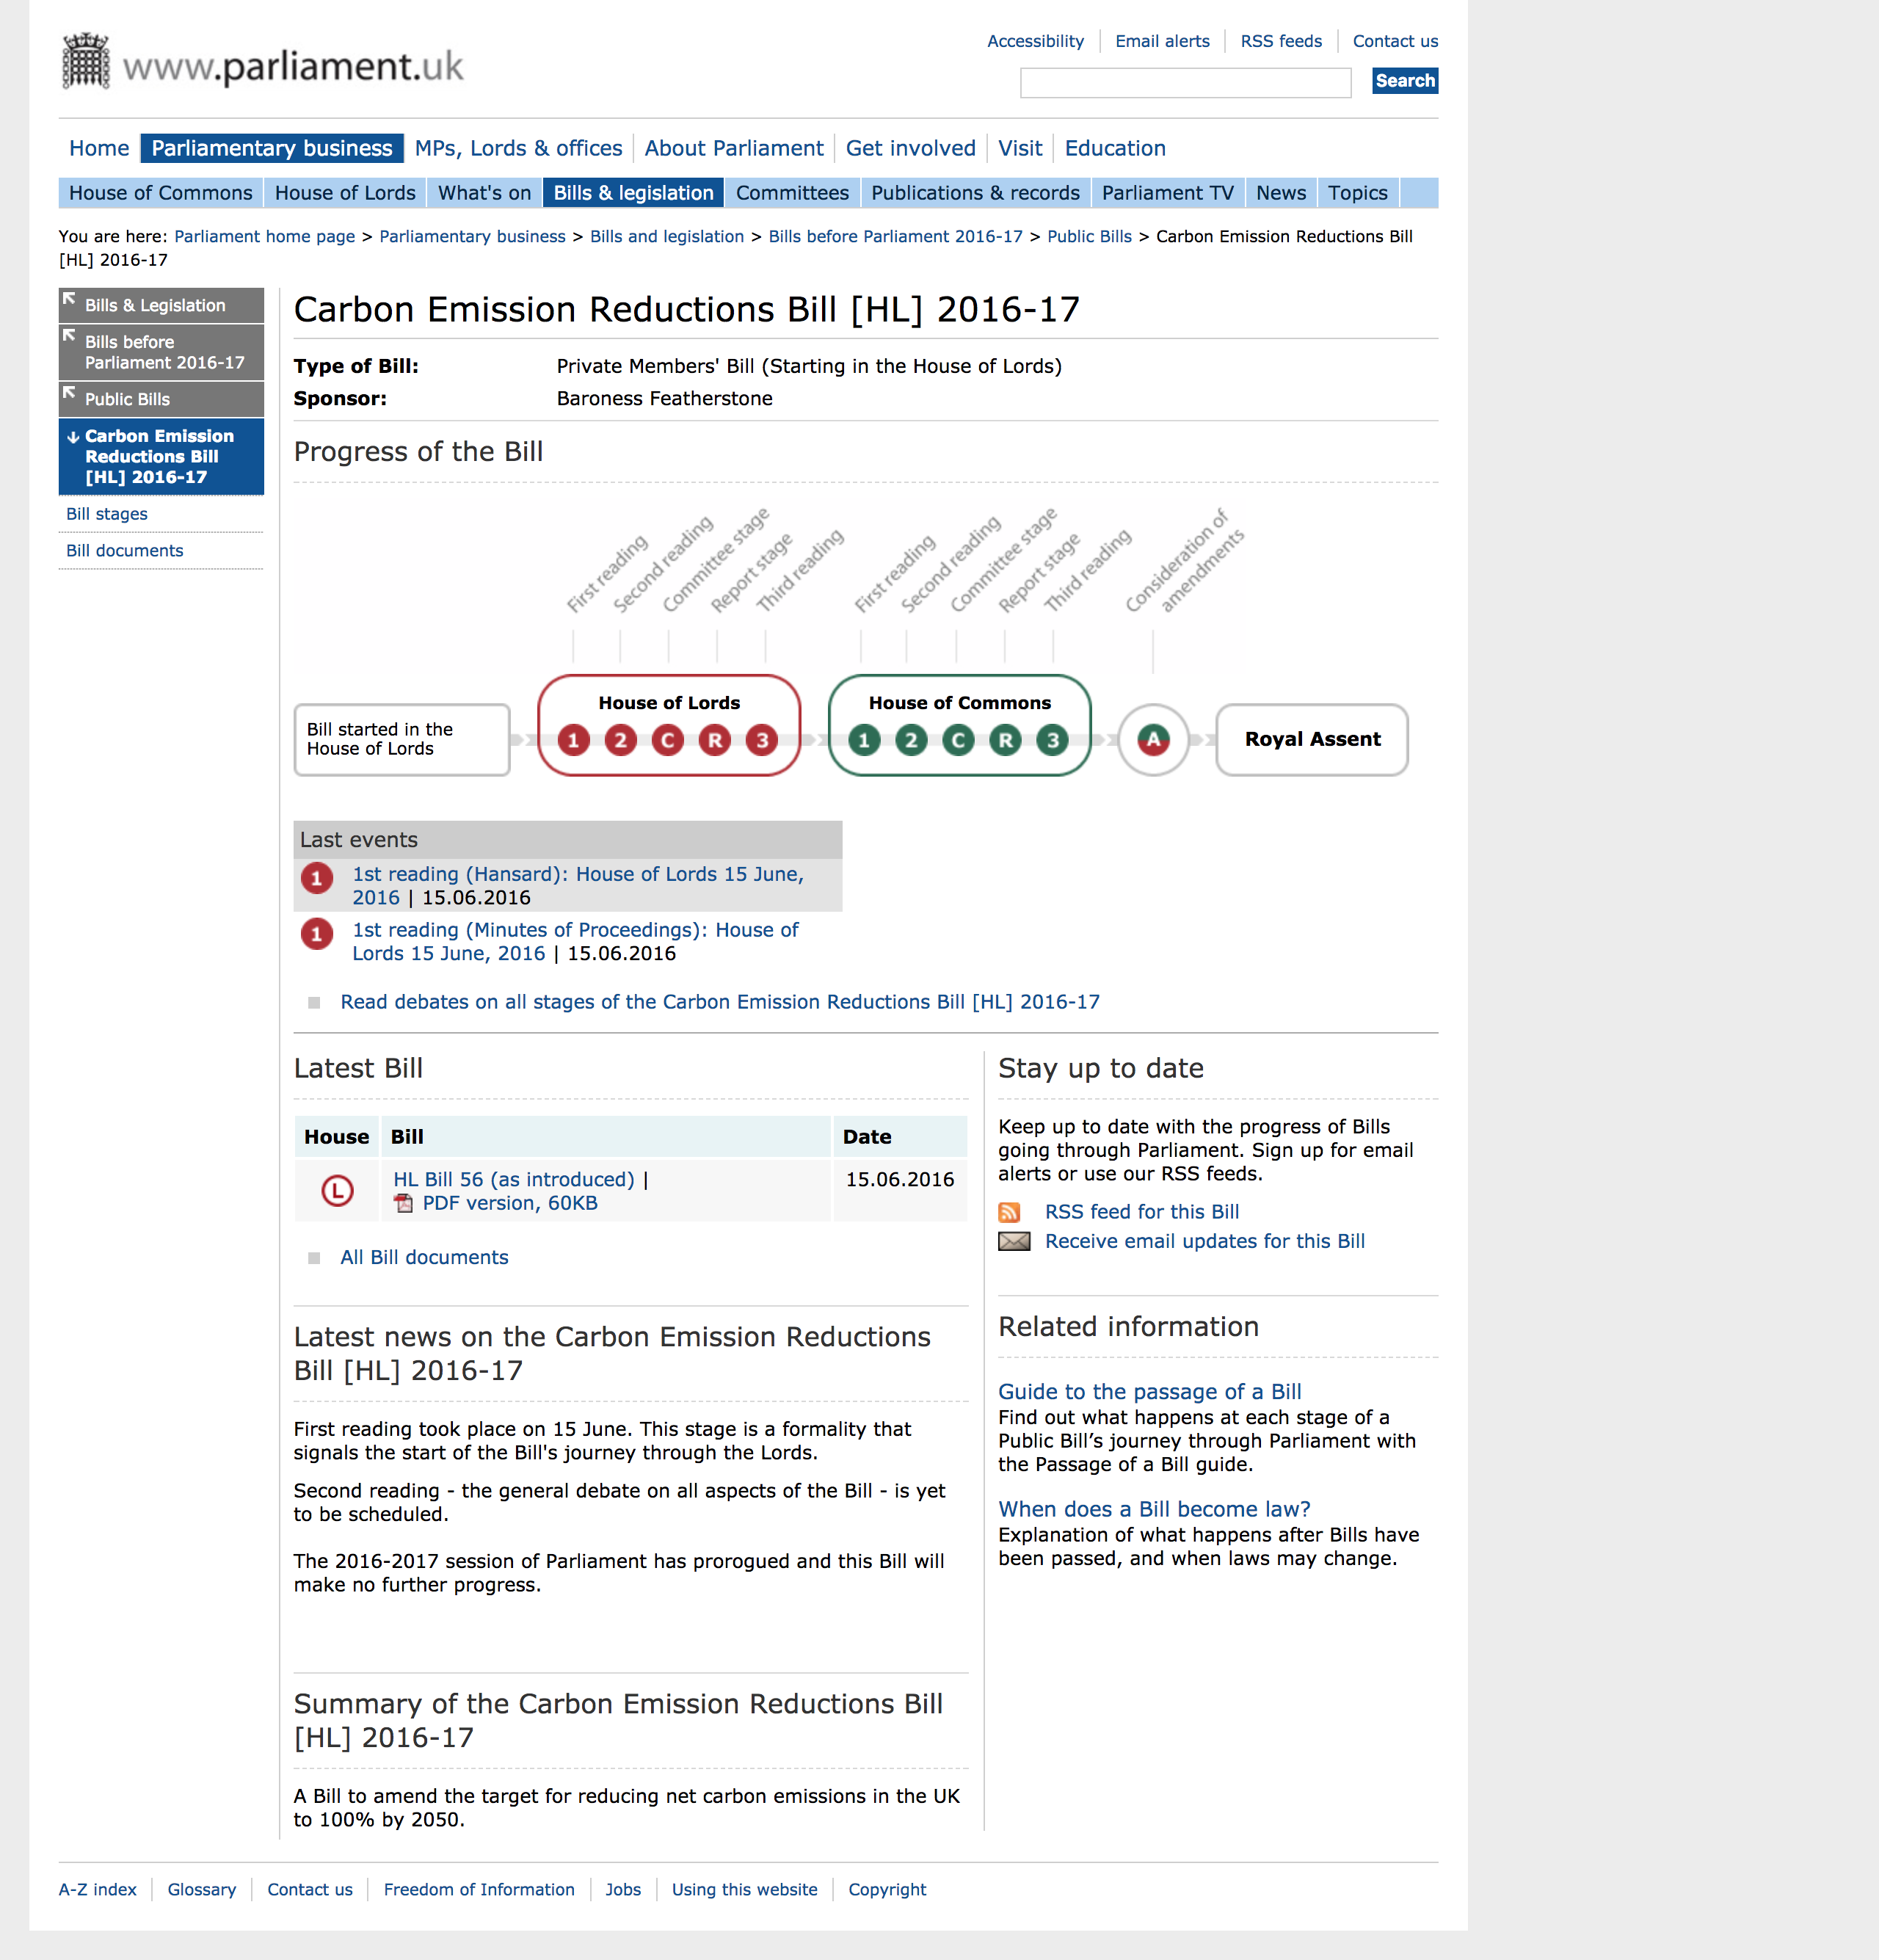 www.parliament.uk
Accessibility
Email alerts
RSS feeds
Contact us
Search
Home
Parliamentary business
MPs, Lords & offices
About Parliament
Get involved
Visit
Education
House of Commons
House of Lords
What's on
Bills & legislation
Committees
Publications & records
Parliament TV
News
Topics
You are here: Parliament home page > Parliamentary business > Bills and legislation > Bills before Parliament 2016-17 > Public Bills > Carbon Emission Reductions Bill
[HL] 2016-17
Bills & Legislation
Bills before
Parliament 2016-17
Public Bills
Carbon Emission
Reductions Bill
[HL] 2016-17
Bill stages
Bill documents
Carbon Emission Reductions Bill [HL] 2016-17
Type of Bill: Private Members' Bill (Starting in the House of Lords)
Sponsor: Baroness Featherstone
Progress of the Bill
First reading
Second reading
Committee stage
Report stage
Third reading
First reading
Second reading
Committee stage
Report stage
Third reading
Consideration of
amendments
Bill started in the
House of Lords
House of Lords
1 2 C R 3
House of Commons
1 2 C R 3
A
Royal Assent
Last events
1 1st reading (Hansard): House of Lords 15 June,
2016 | 15.06.2016
1 1st reading (Minutes of Proceedings): House of
Lords 15 June, 2016 | 15.06.2016
Read debates on all stages of the Carbon Emission Reductions Bill [HL] 2016-17
Latest Bill
House Bill Date
L HL Bill 56 (as introduced) | 15.06.2016
PDF version, 60KB
All Bill documents
Latest news on the Carbon Emission Reductions
Bill [HL] 2016-17
First reading took place on 15 June. This stage is a formality that
signals the start of the Bill's journey through the Lords.
Second reading - the general debate on all aspects of the Bill - is yet
to be scheduled.
The 2016-2017 session of Parliament has prorogued and this Bill will
make no further progress.
Summary of the Carbon Emission Reductions Bill
[HL] 2016-17
A Bill to amend the target for reducing net carbon emissions in the UK
to 100% by 2050.
Stay up to date
Keep up to date with the progress of Bills
going through Parliament. Sign up for email
alerts or use our RSS feeds.
RSS feed for this Bill
Receive email updates for this Bill
Related information
Guide to the passage of a Bill
Find out what happens at each stage of a
Public Bill’s journey through Parliament with
the Passage of a Bill guide.
When does a Bill become law?
Explanation of what happens after Bills have
been passed, and when laws may change.
A-Z index
Glossary
Contact us
Freedom of Information
Jobs
Using this website
Copyright